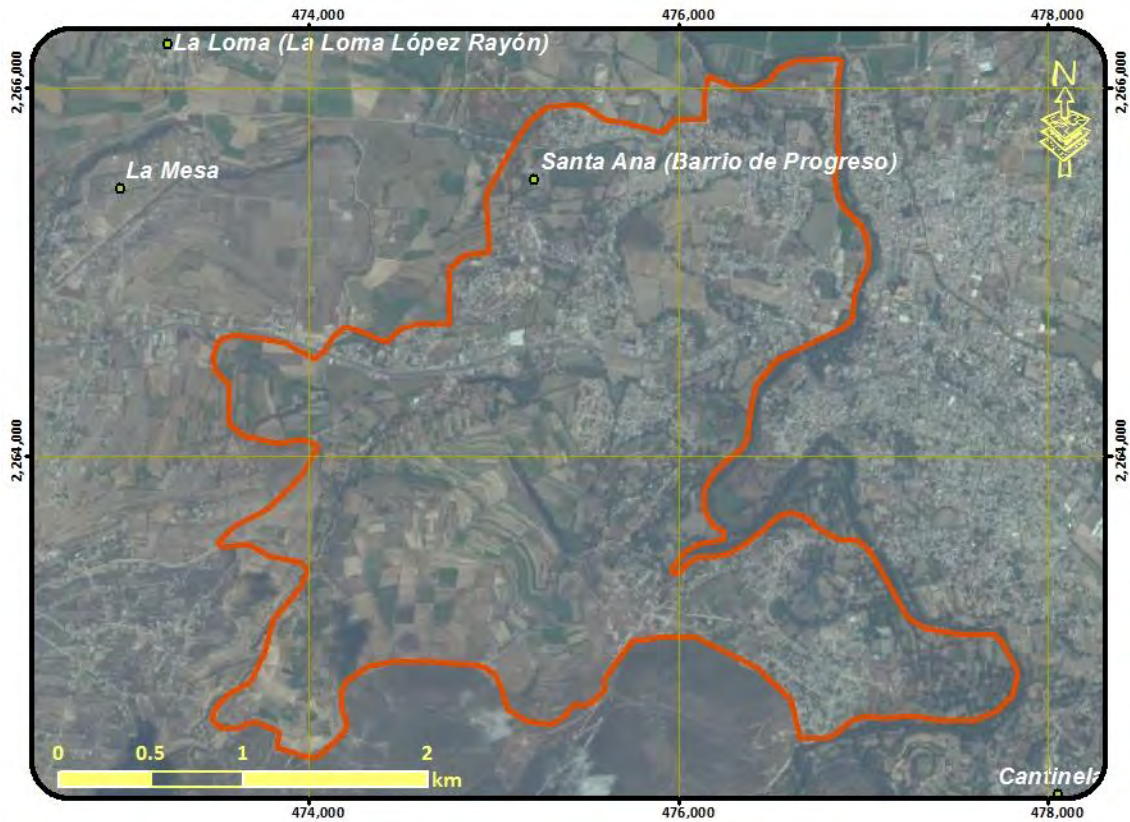 474,000 476,000 478,000
La Loma (La Loma López Rayón)
2,266,000 2,266,000
N
La Mesa
Santa Ana (Barrio de Progreso)
2,264,000 2,264,000
0 0.5 1 2
km
Cantinela
474,000 476,000 478,000